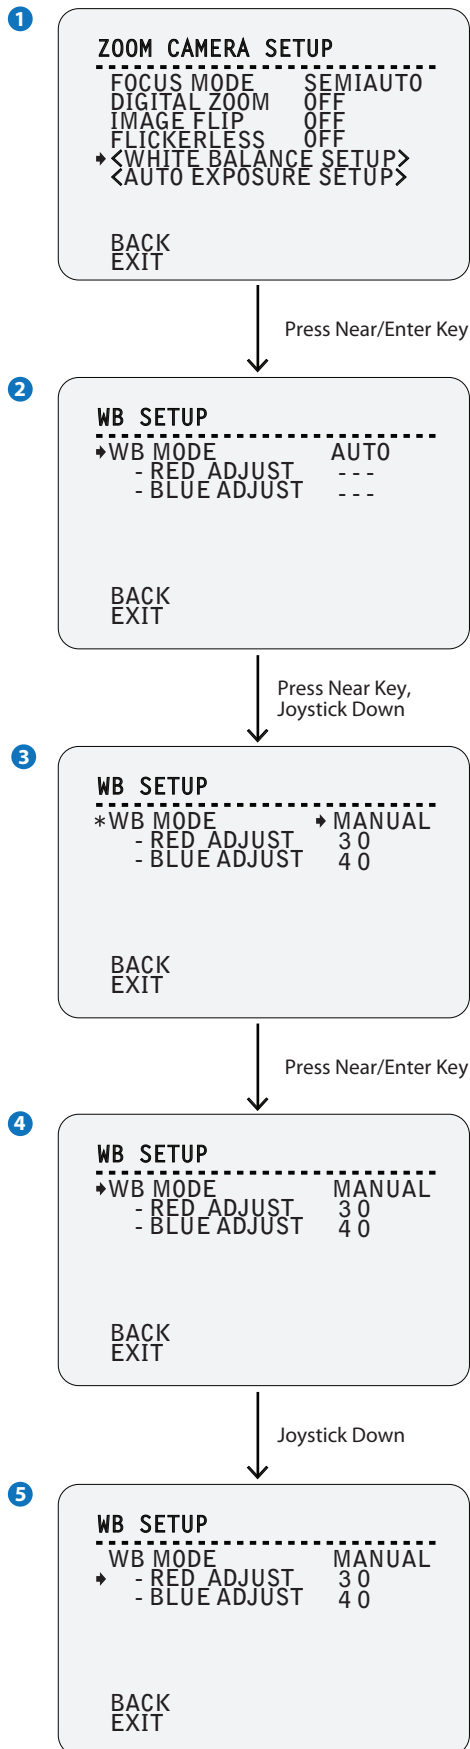 1
ZOOM CAMERA SETUP
FOCUS MODE SEMIAUTO
DIGITAL ZOOM OFF
IMAGE FLIP OFF
FLICKERLESS OFF
<WHITE BALANCE SETUP>
<AUTO EXPOSURE SETUP>
BACK
EXIT
Press Near/Enter Key
2
WB SETUP
WB MODE AUTO
- RED ADJUST ---
- BLUE ADJUST ---
BACK
EXIT
Press Near Key,
Joystick Down
3
WB SETUP
*WB MODE MANUAL
- RED ADJUST 30
- BLUE ADJUST 40
BACK
EXIT
Press Near/Enter Key
4
WB SETUP
WB MODE MANUAL
- RED ADJUST 30
- BLUE ADJUST 40
BACK
EXIT
Joystick Down
5
WB SETUP
WB MODE MANUAL
- RED ADJUST 30
- BLUE ADJUST 40
BACK
EXIT